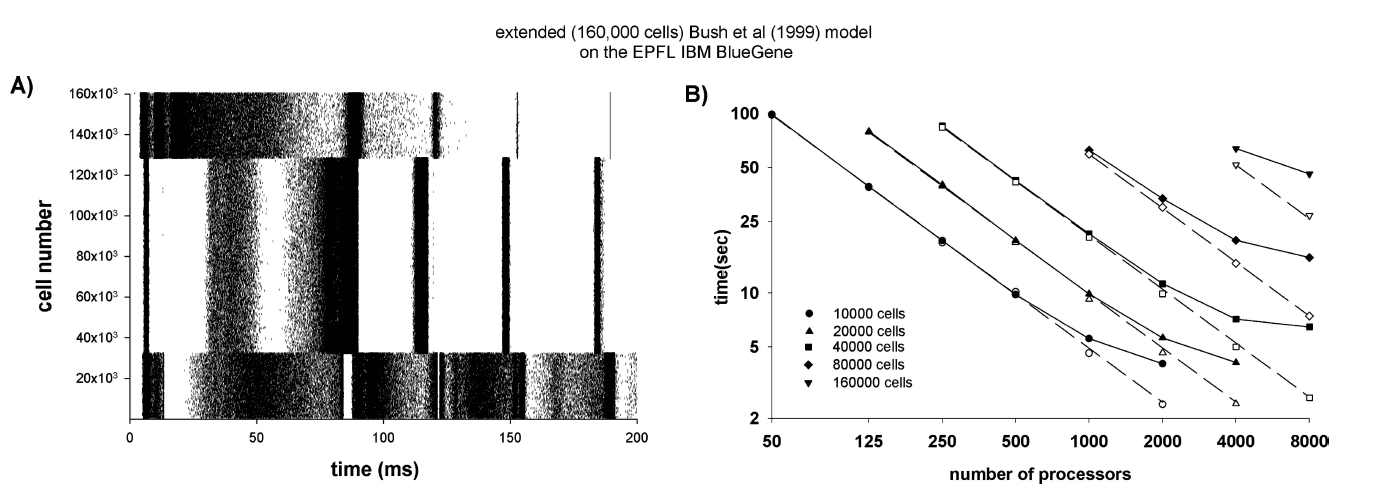 extended (160,000 cells) Bush et al (1999) model
on the EPFL IBM BlueGene
A)
160x10³
140x10³
120x10³
100x10³
80x10³
60x10³
40x10³
20x10³
cell number
0 50 100 150 200
time (ms)
B)
100
50
25
10
5
2
time(sec)
10000 cells
20000 cells
40000 cells
80000 cells
160000 cells
50 125 250 500 1000 2000 4000 8000
number of processors